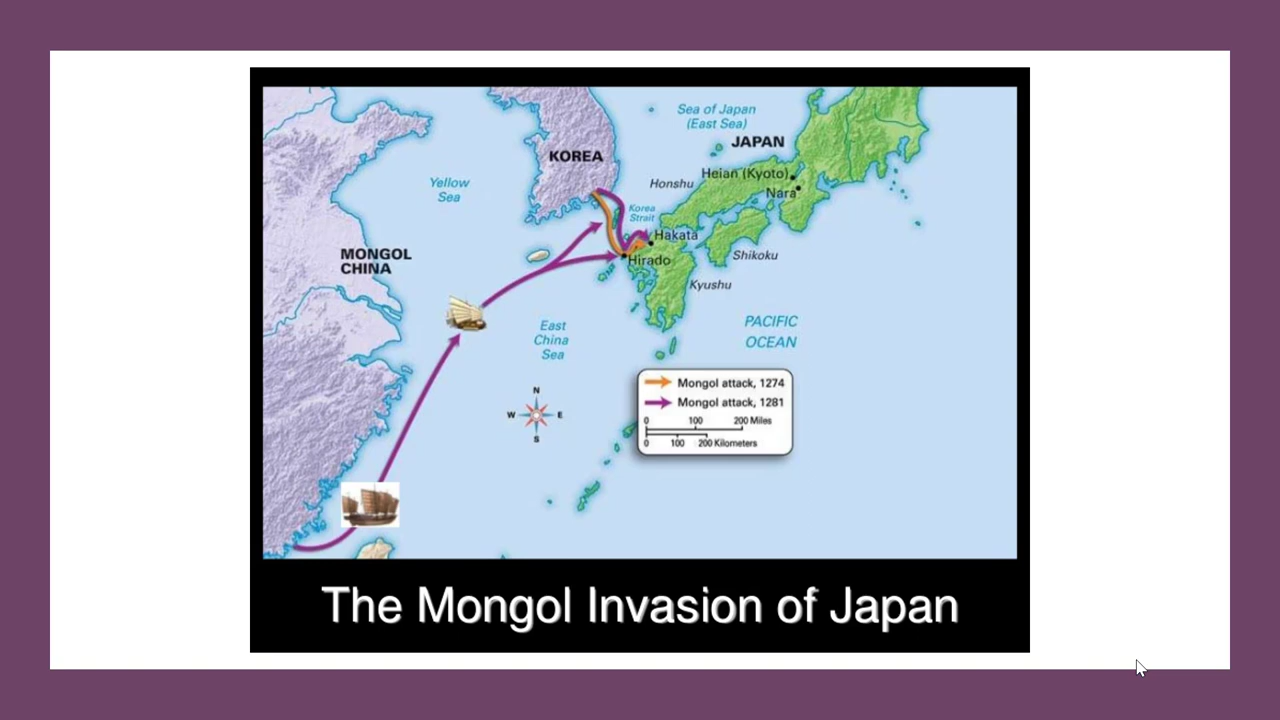 Sea of Japan
(East Sea)
JAPAN
KOREA
Heian (Kyoto)
Yellow
Sea
Honshu
Nara
Korea
Strait
Hakata
MONGOL
CHINA
Hirado
Shikoku
Kyushu
PACIFIC
OCEAN
East
China
Sea
Mongol attack, 1274
N
Mongol attack, 1281
W E
0 100 200 Miles
S
0 100 200 Kilometers
The Mongol Invasion of Japan